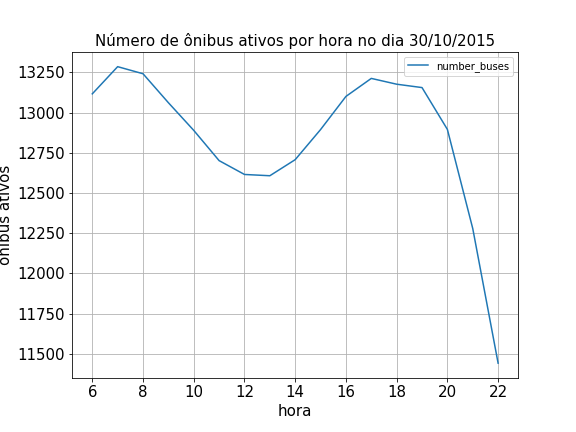 Número de ônibus ativos por hora no dia 30/10/2015
number_buses
13250
13000
12750
12500
12250
12000
11750
11500
ônibus ativos
6 8 10 12 14 16 18 20 22
hora